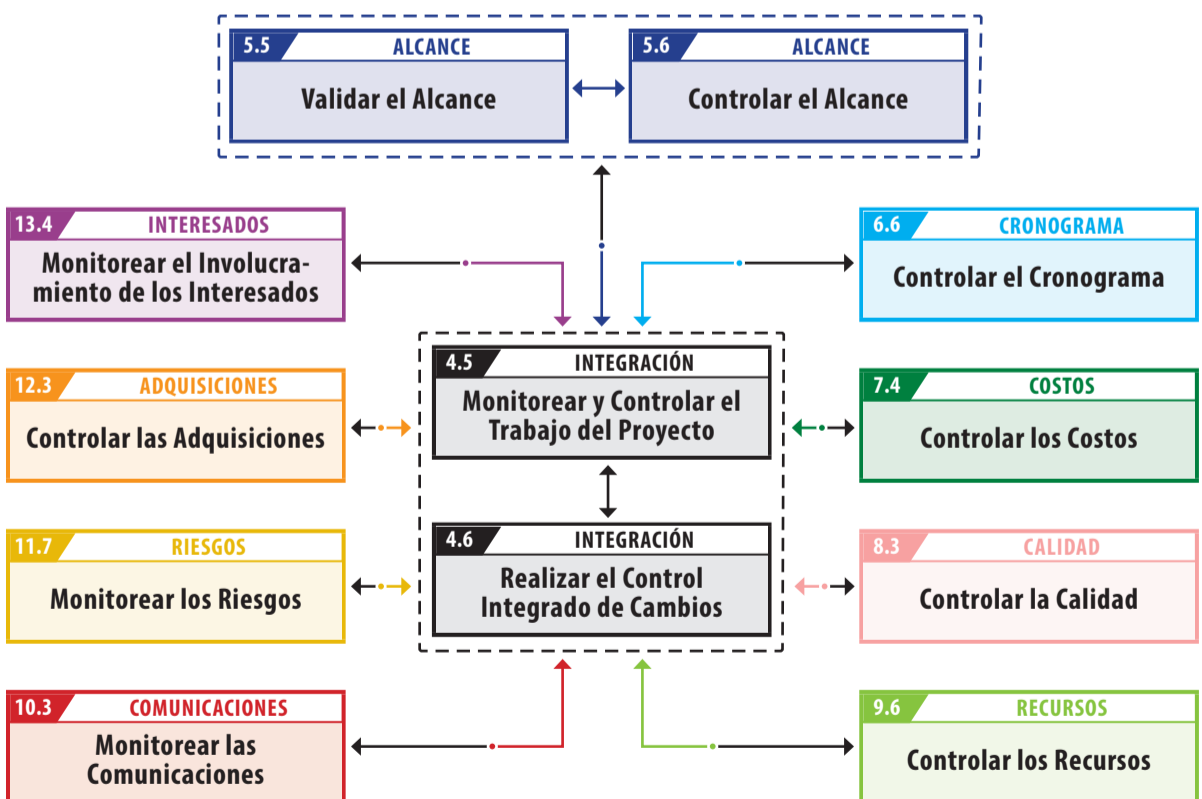 5.5 ALCANCE
Validar el Alcance
5.6 ALCANCE
Controlar el Alcance
13.4 INTERESADOS
Monitorear el Involucra-
miento de los Interesados
6.6 CRONOGRAMA
Controlar el Cronograma
4.5 INTEGRACIÓN
Monitorear y Controlar el
Trabajo del Proyecto
12.3 ADQUISICIONES
Controlar las Adquisiciones
7.4 COSTOS
Controlar los Costos
4.6 INTEGRACIÓN
Realizar el Control
Integrado de Cambios
11.7 RIESGOS
Monitorear los Riesgos
8.3 CALIDAD
Controlar la Calidad
10.3 COMUNICACIONES
Monitorear las
Comunicaciones
9.6 RECURSOS
Controlar los Recursos